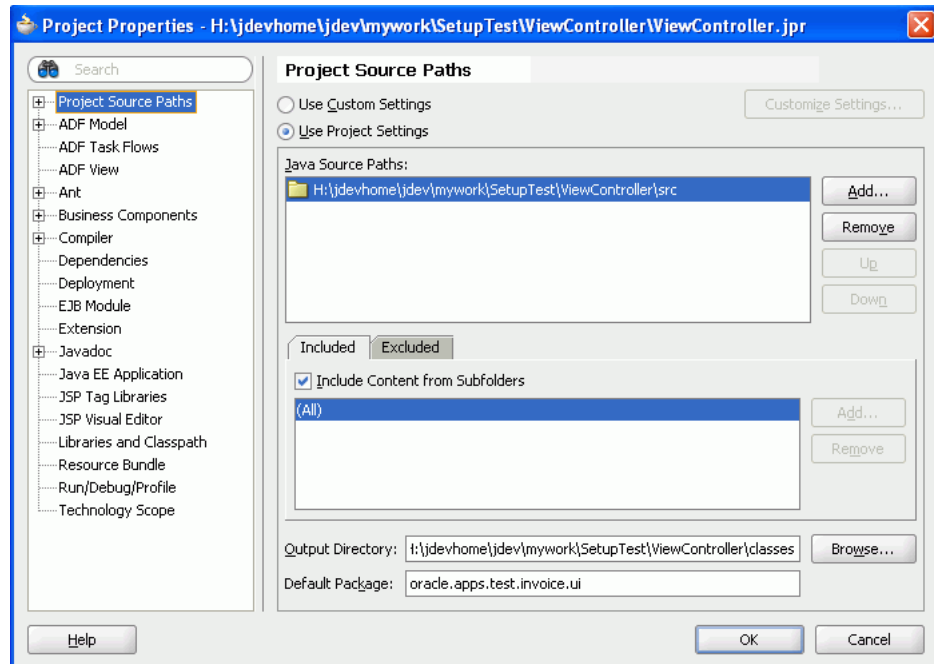 Project Properties - H:\jdevhome\jdev\mywork\SetupTest\ViewController\ViewController.jpr
Search
Project Source Paths
ADF Model
ADF Task Flows
ADF View
Ant
Business Components
Compiler
Dependencies
Deployment
EJB Module
Extension
Javadoc
Java EE Application
JSP Tag Libraries
JSP Visual Editor
Libraries and Classpath
Resource Bundle
Run/Debug/Profile
Technology Scope
Project Source Paths
Use Custom Settings
Customize Settings...
Use Project Settings
Java Source Paths:
H:\jdevhome\jdev\mywork\SetupTest\ViewController\src
Add...
Remove
Up
Down
Included
Excluded
Include Content from Subfolders
(All)
Add...
Remove
Output Directory:
:\jdevhome\jdev\mywork\SetupTest\ViewController\classes
Browse...
Default Package:
oracle.apps.test.invoice.ui
Help
OK
Cancel